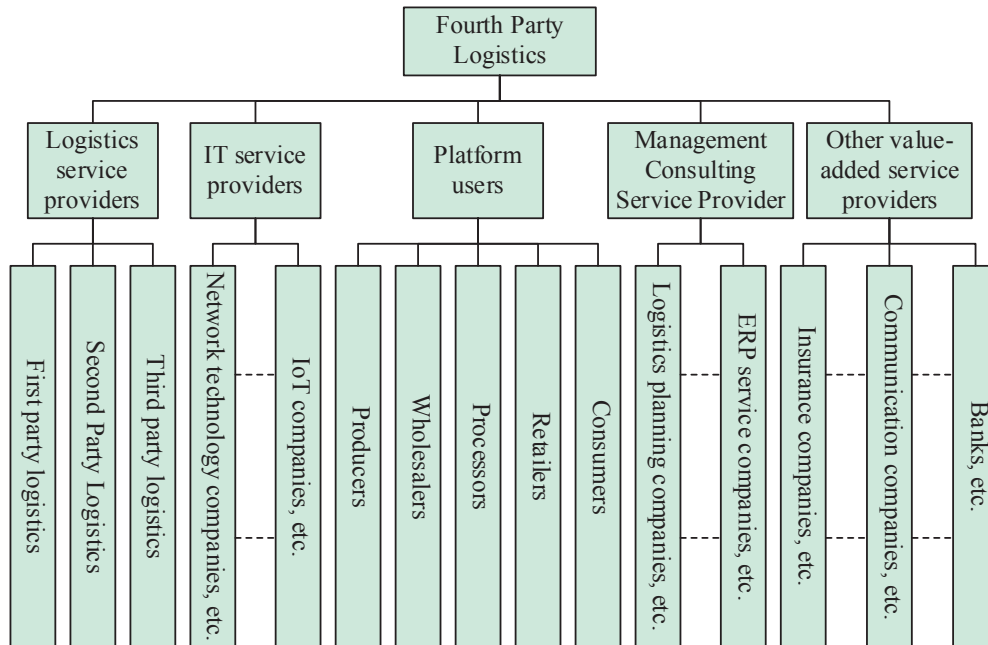 Fourth Party
Logistics
Logistics
service
providers
IT service
providers
Platform
users
Management
Consulting
Service Provider
Other value-
added service
providers
First party logistics
Second Party Logistics
Third party logistics
Network technology companies, etc.
IoT companies, etc.
Producers
Wholesalers
Processors
Retailers
Consumers
Logistics planning companies, etc.
ERP service companies, etc.
Insurance companies, etc.
Communication companies, etc.
Banks, etc.